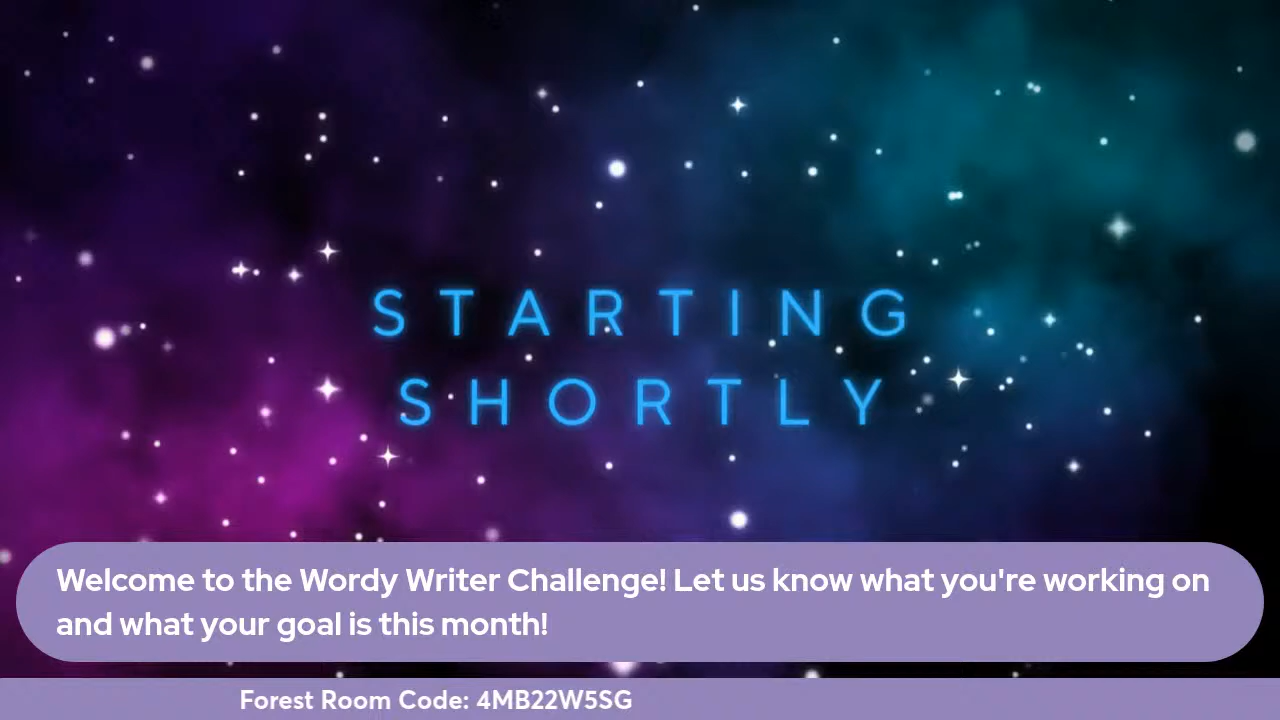 STARTING
SHORTLY
Welcome to the Wordy Writer Challenge! Let us know what you're working on
and what your goal is this month!
Forest Room Code: 4MB22W5SG